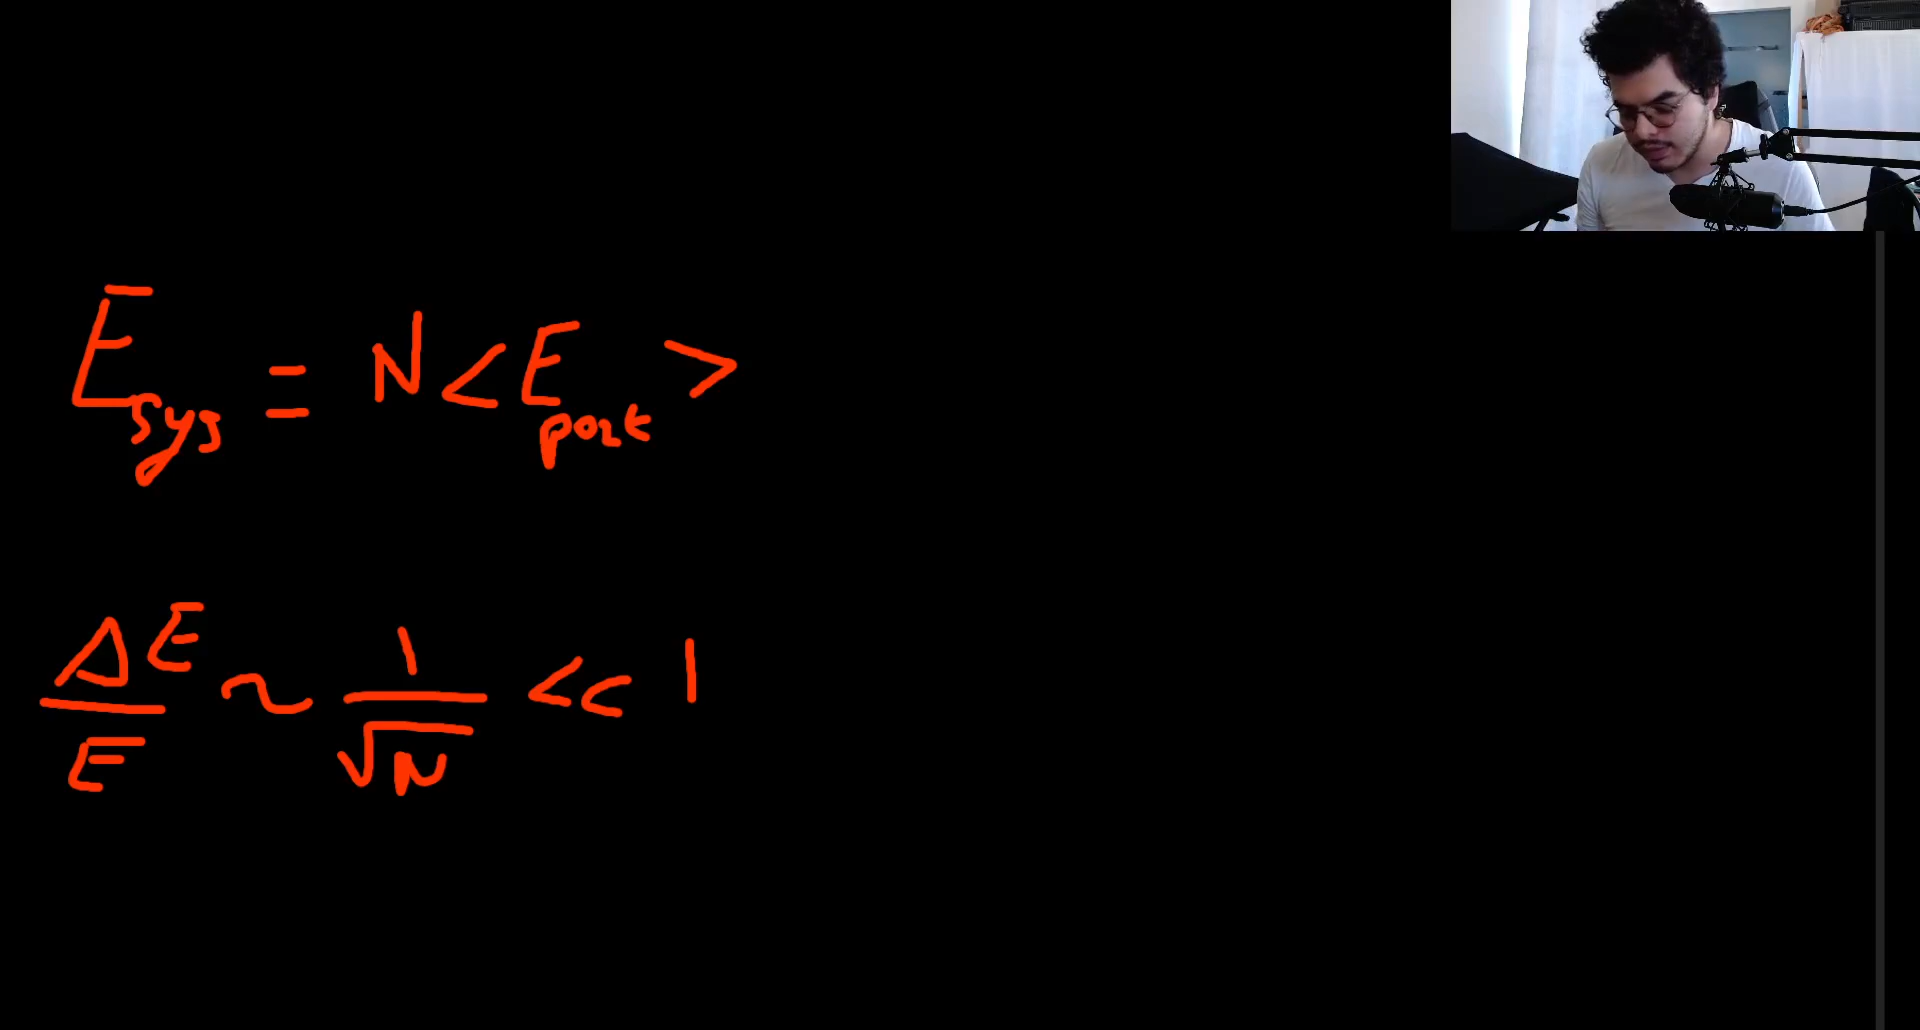 E_sys = N <E_part>
ΔE/E ~ 1/√N << 1